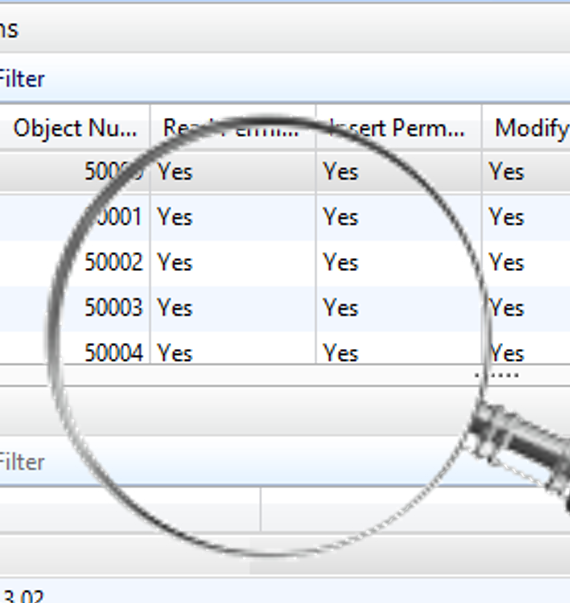 ns
Filter
Object Nu... Read Permi... Insert Perm... Modify
50000 Yes Yes Yes
50001 Yes Yes Yes
50002 Yes Yes Yes
50003 Yes Yes Yes
50004 Yes Yes Yes
Filter
3.02